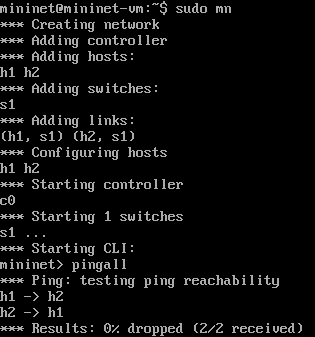 mininet@mininet-vm:~$ sudo mn
*** Creating network
*** Adding controller
*** Adding hosts:
h1 h2
*** Adding switches:
s1
*** Adding links:
(h1, s1) (h2, s1)
*** Configuring hosts
h1 h2
*** Starting controller
c0
*** Starting 1 switches
s1 ...
*** Starting CLI:
mininet> pingall
*** Ping: testing ping reachability
h1 -> h2
h2 -> h1
*** Results: 0% dropped (2/2 received)